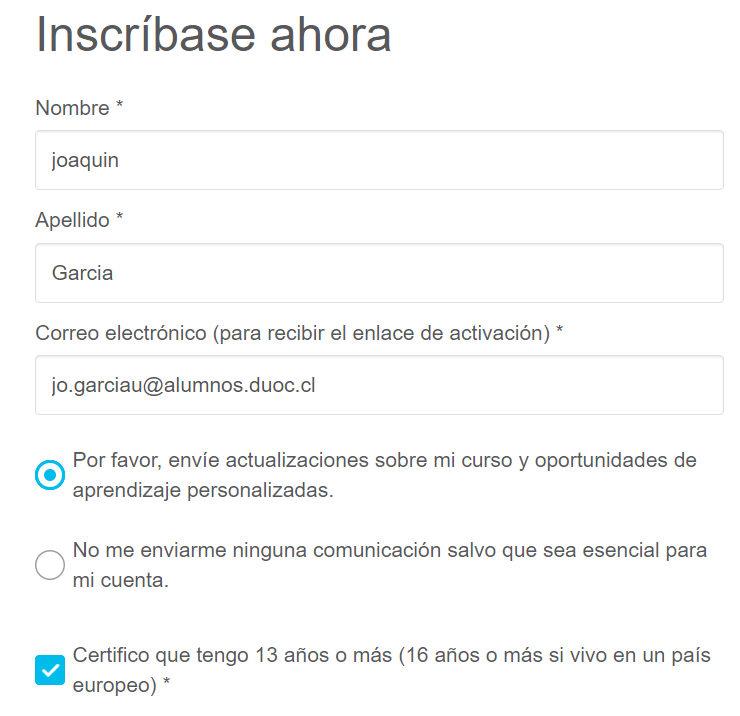 Inscríbase ahora
Nombre *
joaquin
Apellido *
Garcia
Correo electrónico (para recibir el enlace de activación) *
jo.garciau@alumnos.duoc.cl
Por favor, envíe actualizaciones sobre mi curso y oportunidades de
aprendizaje personalizadas.
No me enviarme ninguna comunicación salvo que sea esencial para
mi cuenta.
Certifico que tengo 13 años o más (16 años o más si vivo en un país
europeo) *